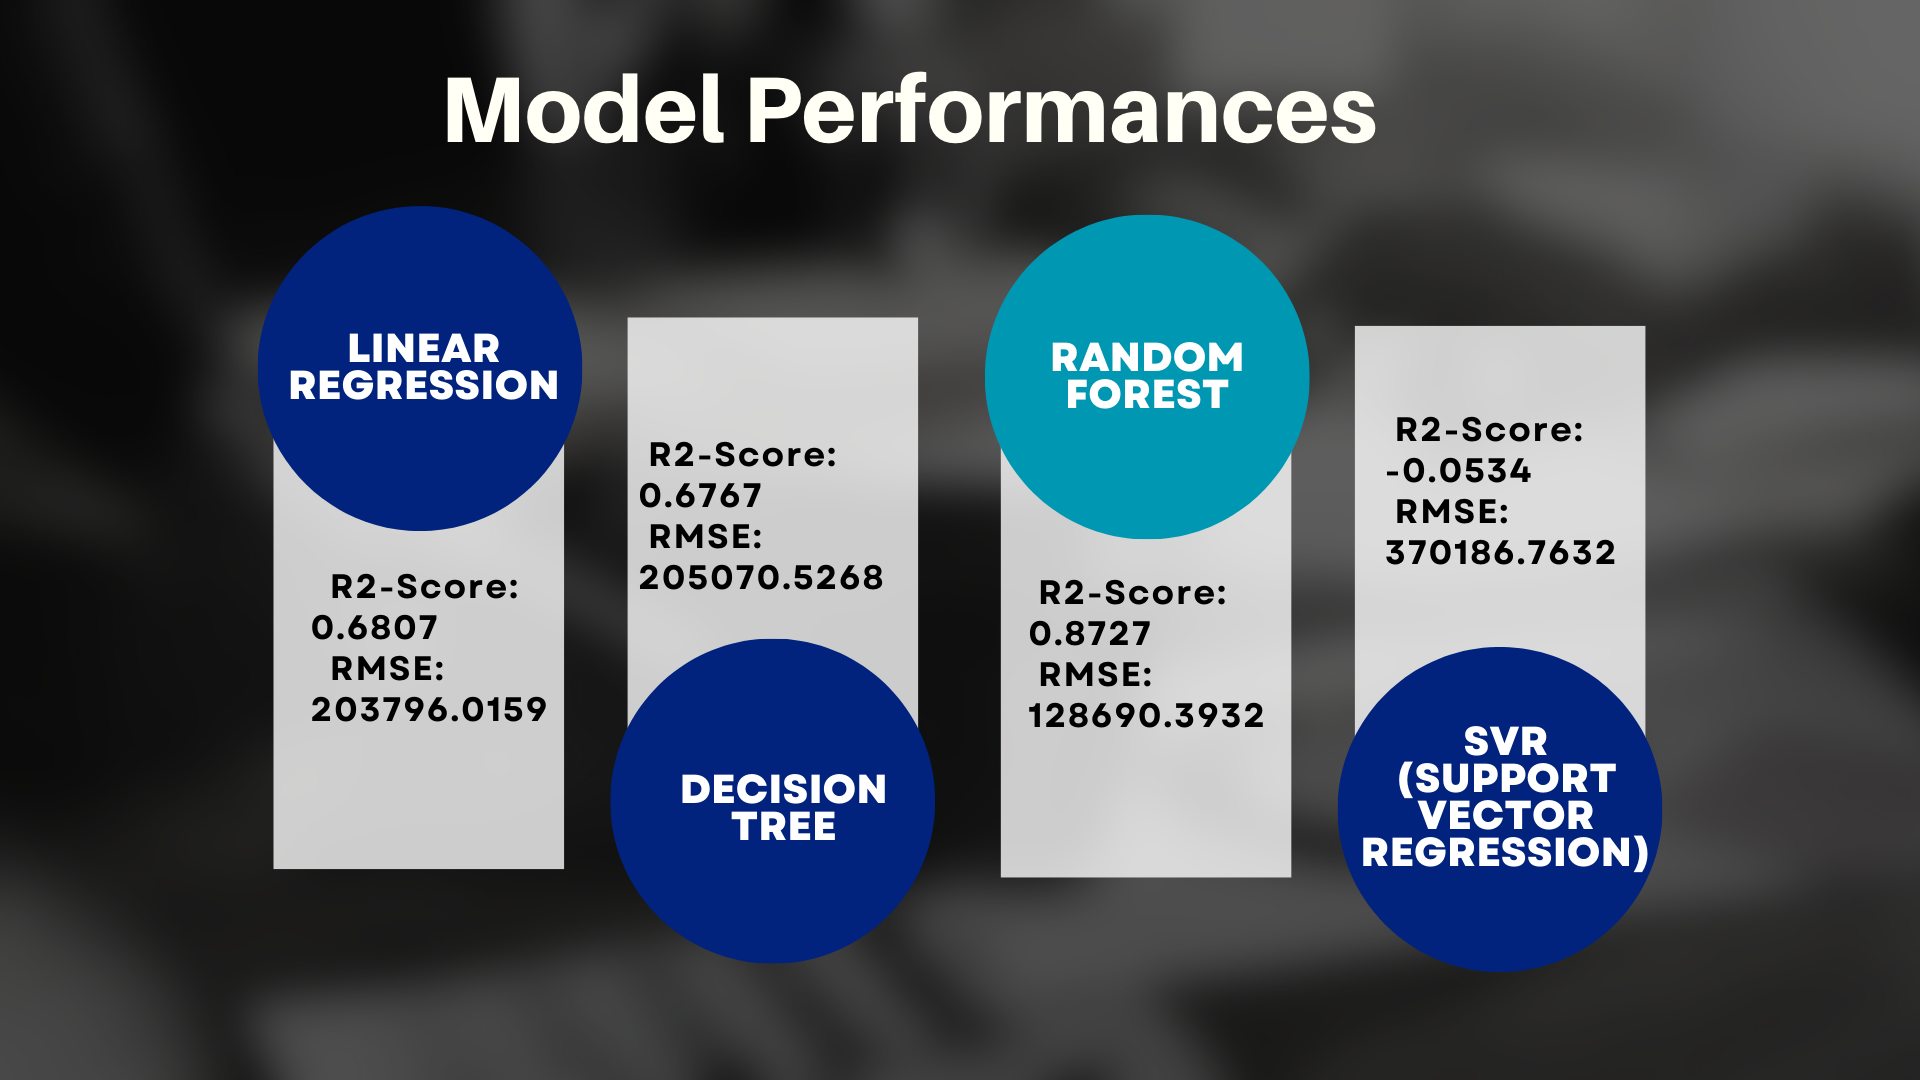 Model Performances
LINEAR
REGRESSION
R2-Score:
0.6807
RMSE:
203796.0159
R2-Score:
0.6767
RMSE:
205070.5268
DECISION
TREE
RANDOM
FOREST
R2-Score:
0.8727
RMSE:
128690.3932
R2-Score:
-0.0534
RMSE:
370186.7632
SVR
(SUPPORT
VECTOR
REGRESSION)